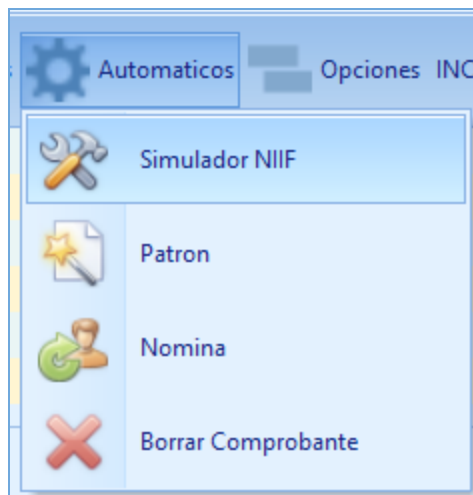 Automaticos Opciones INC
Simulador NIIF
Patron
Nomina
Borrar Comprobante